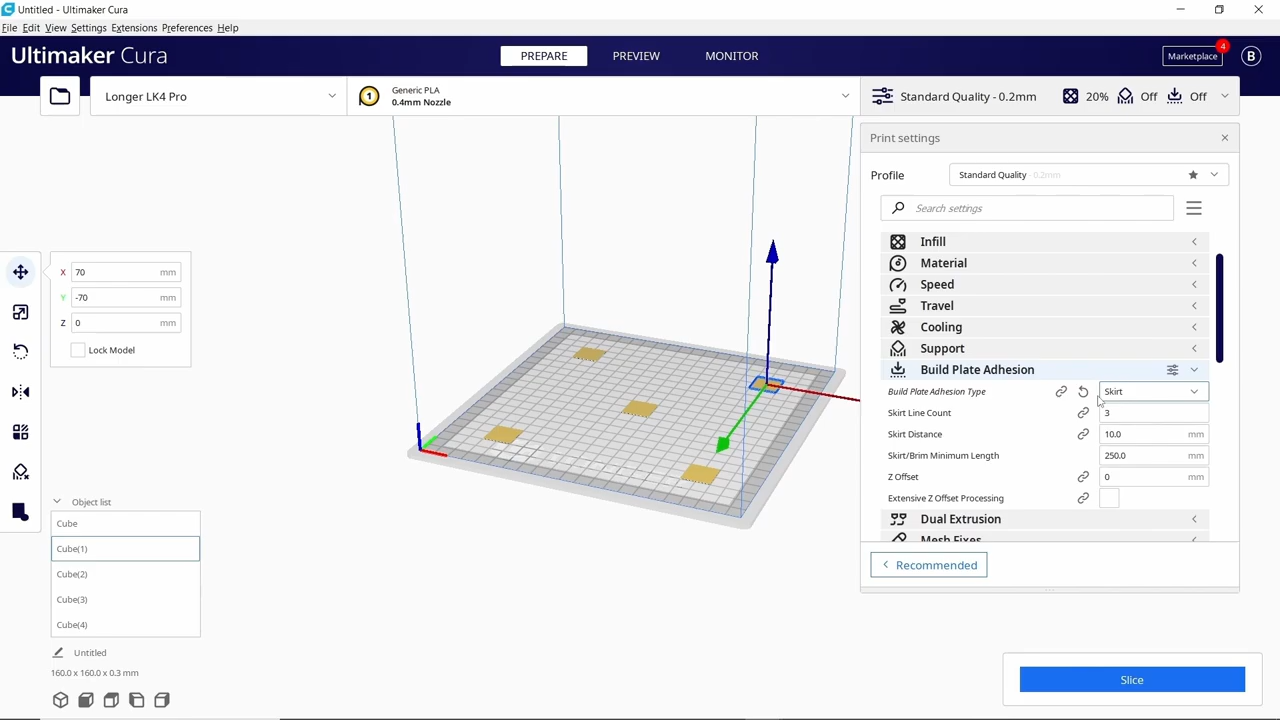 Untitled - Ultimaker Cura
File Edit View Settings Extensions Preferences Help
Ultimaker Cura
PREPARE
PREVIEW
MONITOR
Marketplace
4
B
Longer LK4 Pro
1
Generic PLA
0.4mm Nozzle
Standard Quality - 0.2mm
20%
Off
Off
Print settings
Profile
Standard Quality - 0.2mm
Search settings
Infill
Material
Speed
Travel
Cooling
Support
Build Plate Adhesion
Build Plate Adhesion Type
Skirt
Skirt Line Count
3
Skirt Distance
10.0 mm
Skirt/Brim Minimum Length
250.0 mm
Z Offset
0 mm
Extensive Z Offset Processing
Dual Extrusion
Mesh Fixes
Recommended
X 70 mm
Y -70 mm
Z 0 mm
Lock Model
Object list
Cube
Cube(1)
Cube(2)
Cube(3)
Cube(4)
Untitled
160.0 x 160.0 x 0.3 mm
Slice